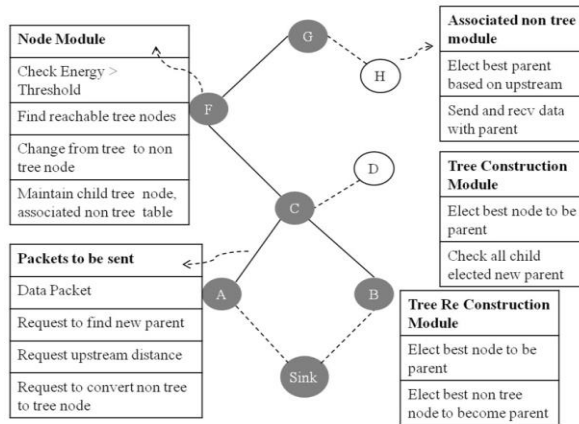 Node Module
Check Energy >
Threshold
Find reachable tree nodes
Change from tree to non
tree node
Maintain child tree node,
associated non tree table
Packets to be sent
Data Packet
Request to find new parent
Request upstream distance
Request to convert non tree
to tree node
G
H
F
D
C
A
B
Sink
Associated non tree
module
Elect best parent
based on upstream
Send and recv data
with parent
Tree Construction
Module
Elect best node to be
parent
Check all child
elected new parent
Tree Re Construction
Module
Elect best node to be
parent
Elect best non tree
node to become parent